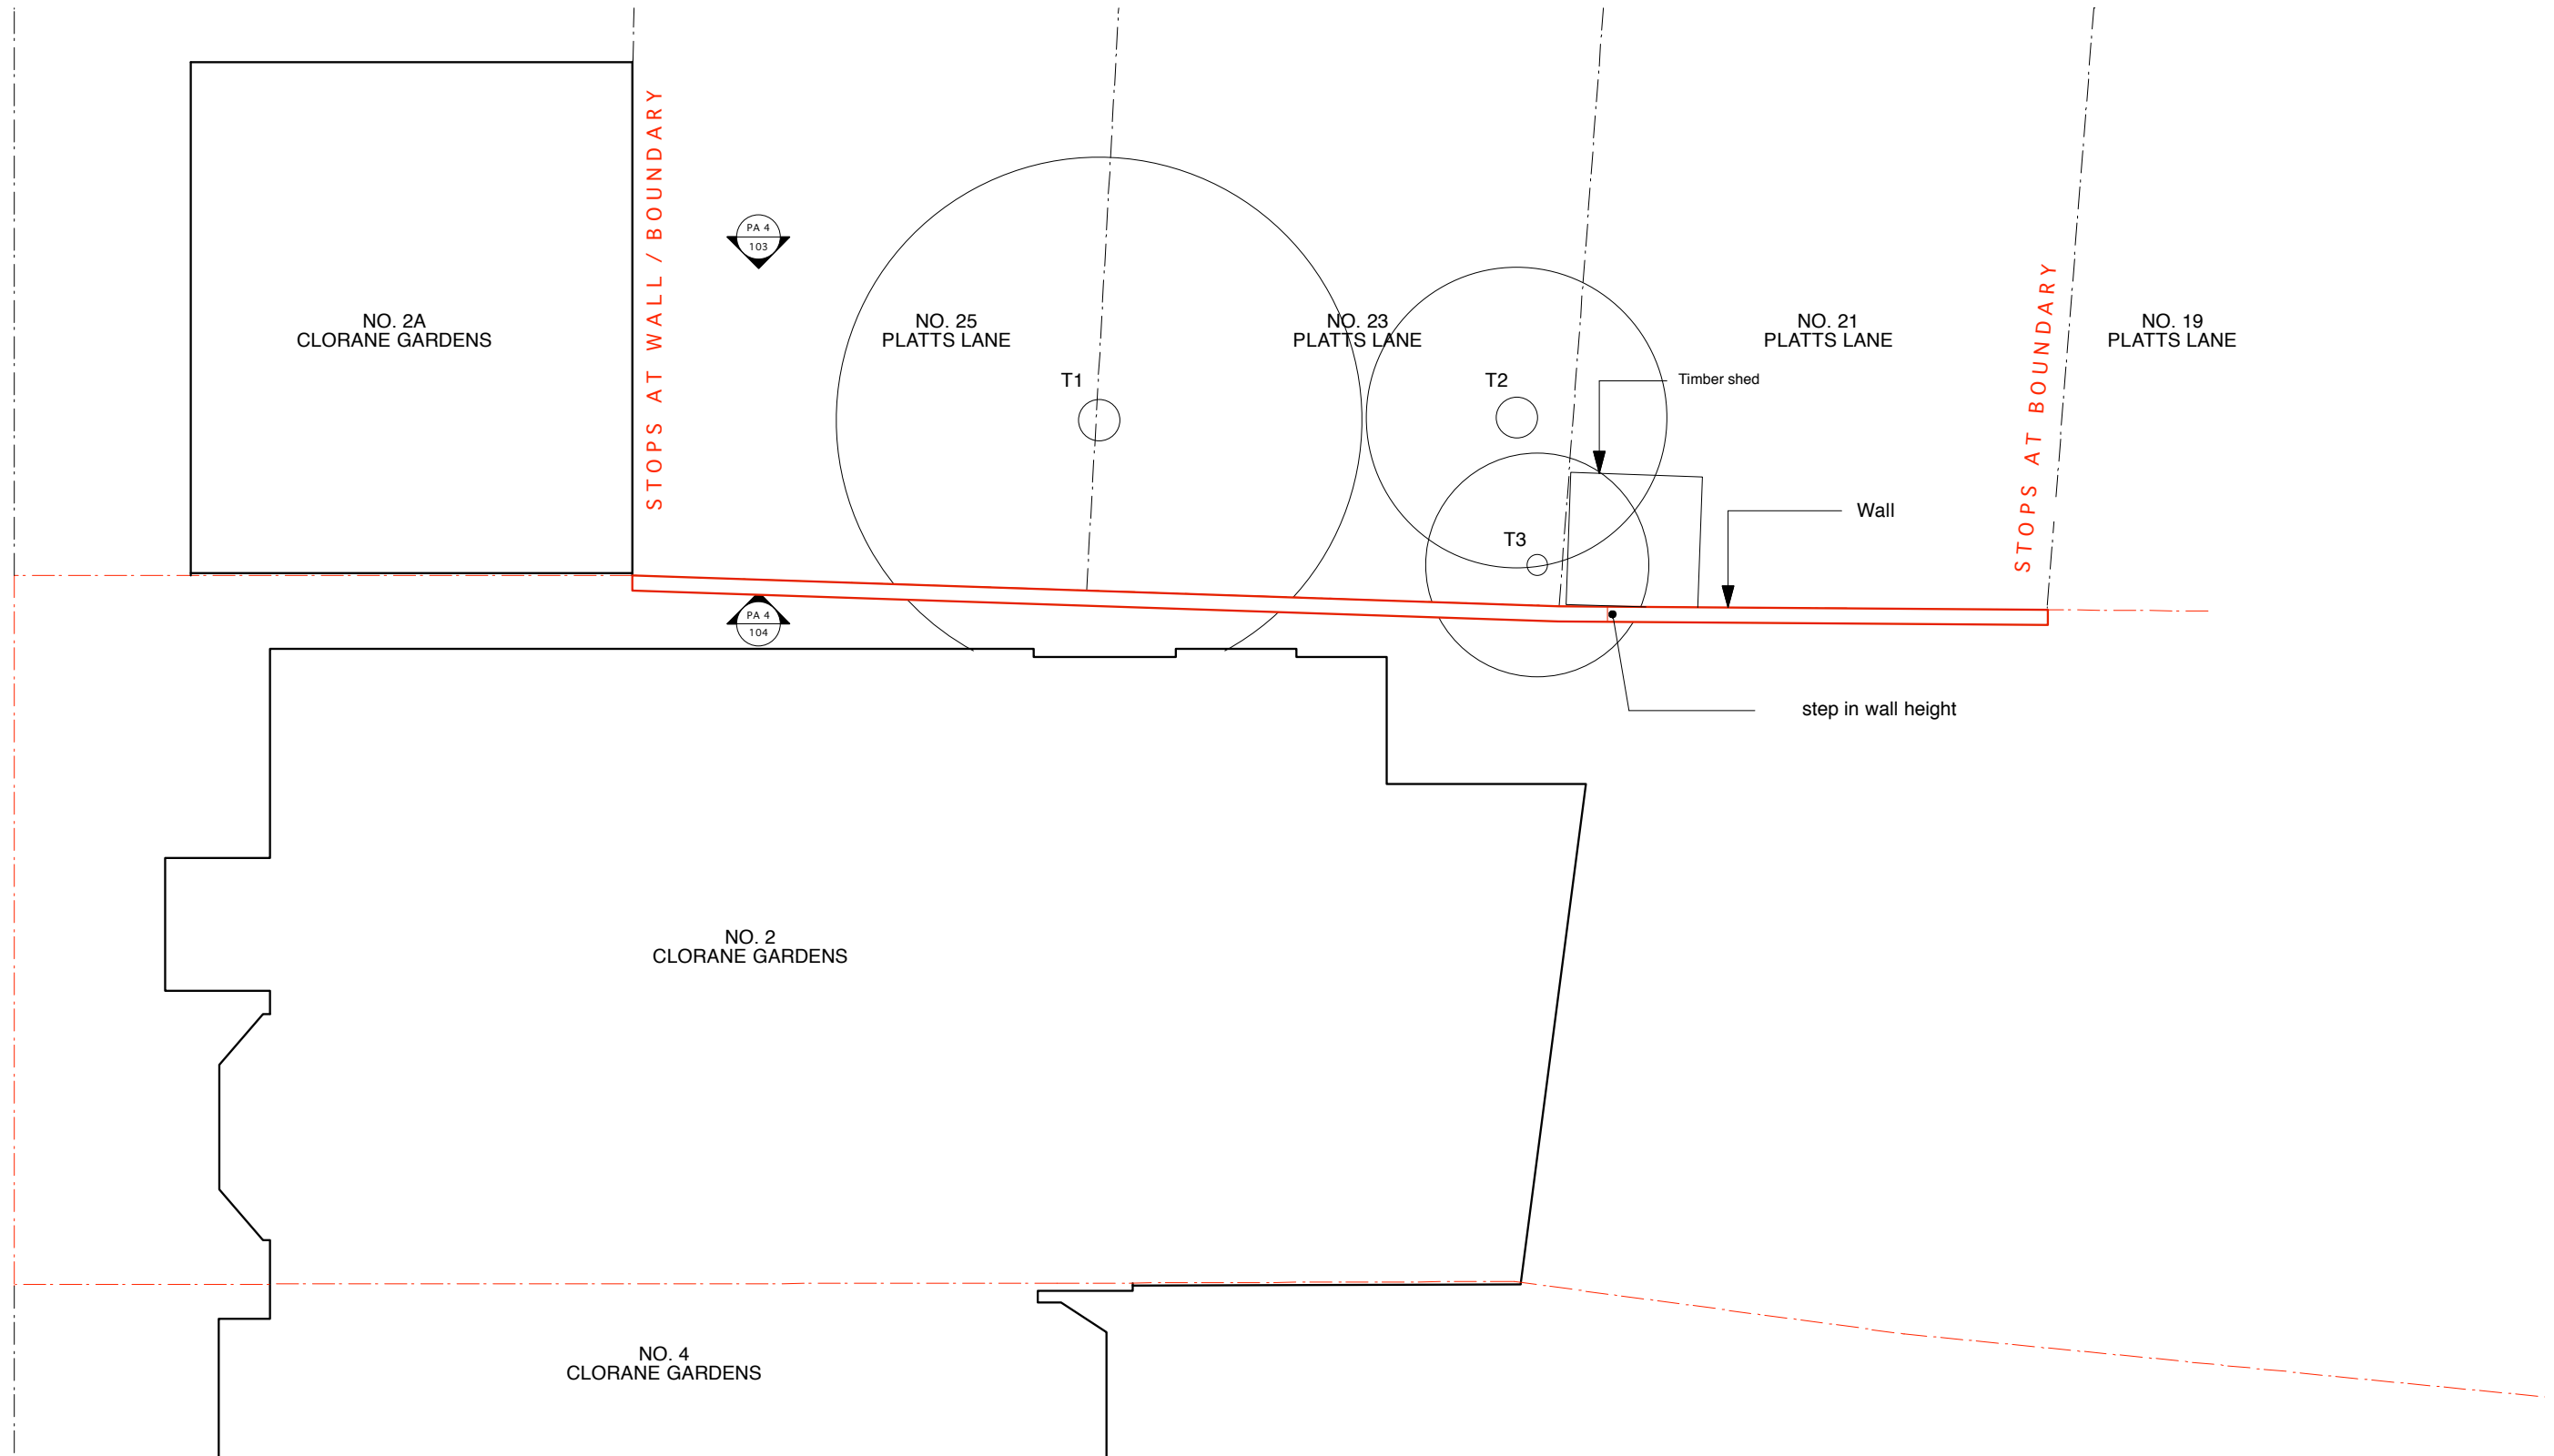 STOPS AT WALL / BOUNDARY
PA 4
103
NO. 2A
CLORANE GARDENS
NO. 25
PLATTS LANE
NO. 23
PLATTS LANE
NO. 21
PLATTS LANE
NO. 19
PLATTS LANE
STOPS AT BOUNDARY
T1
T2
Timber shed
Wall
T3
PA 4
104
step in wall height
NO. 2
CLORANE GARDENS
NO. 4
CLORANE GARDENS